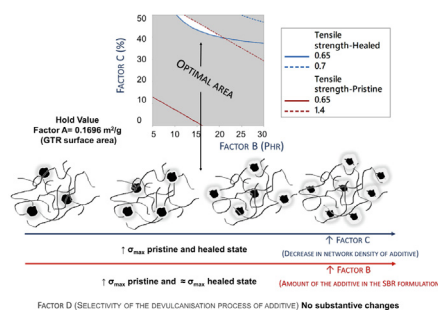 FACTOR C (%)
50
40
30
20
10
0
OPTIMAL AREA
5
10
15
20
25
30
FACTOR B (PHR)
Tensile
strength-Healed
0.65
0.7
Tensile
strength-Pristine
0.65
1.4
Hold Value
Factor A= 0.1696 m²/g
(GTR surface area)
↑ FACTOR C
(DECREASE IN NETWORK DENSITY OF ADDITIVE)
↑ σmax pristine and healed state
↑ FACTOR B
(AMOUNT OF THE ADDITIVE IN THE SBR FORMULATION)
↑ σmax pristine and ≈ σmax healed state
FACTOR D (SELECTIVITY OF THE DEVULCANISATION PROCESS OF ADDITIVE) No substantive changes